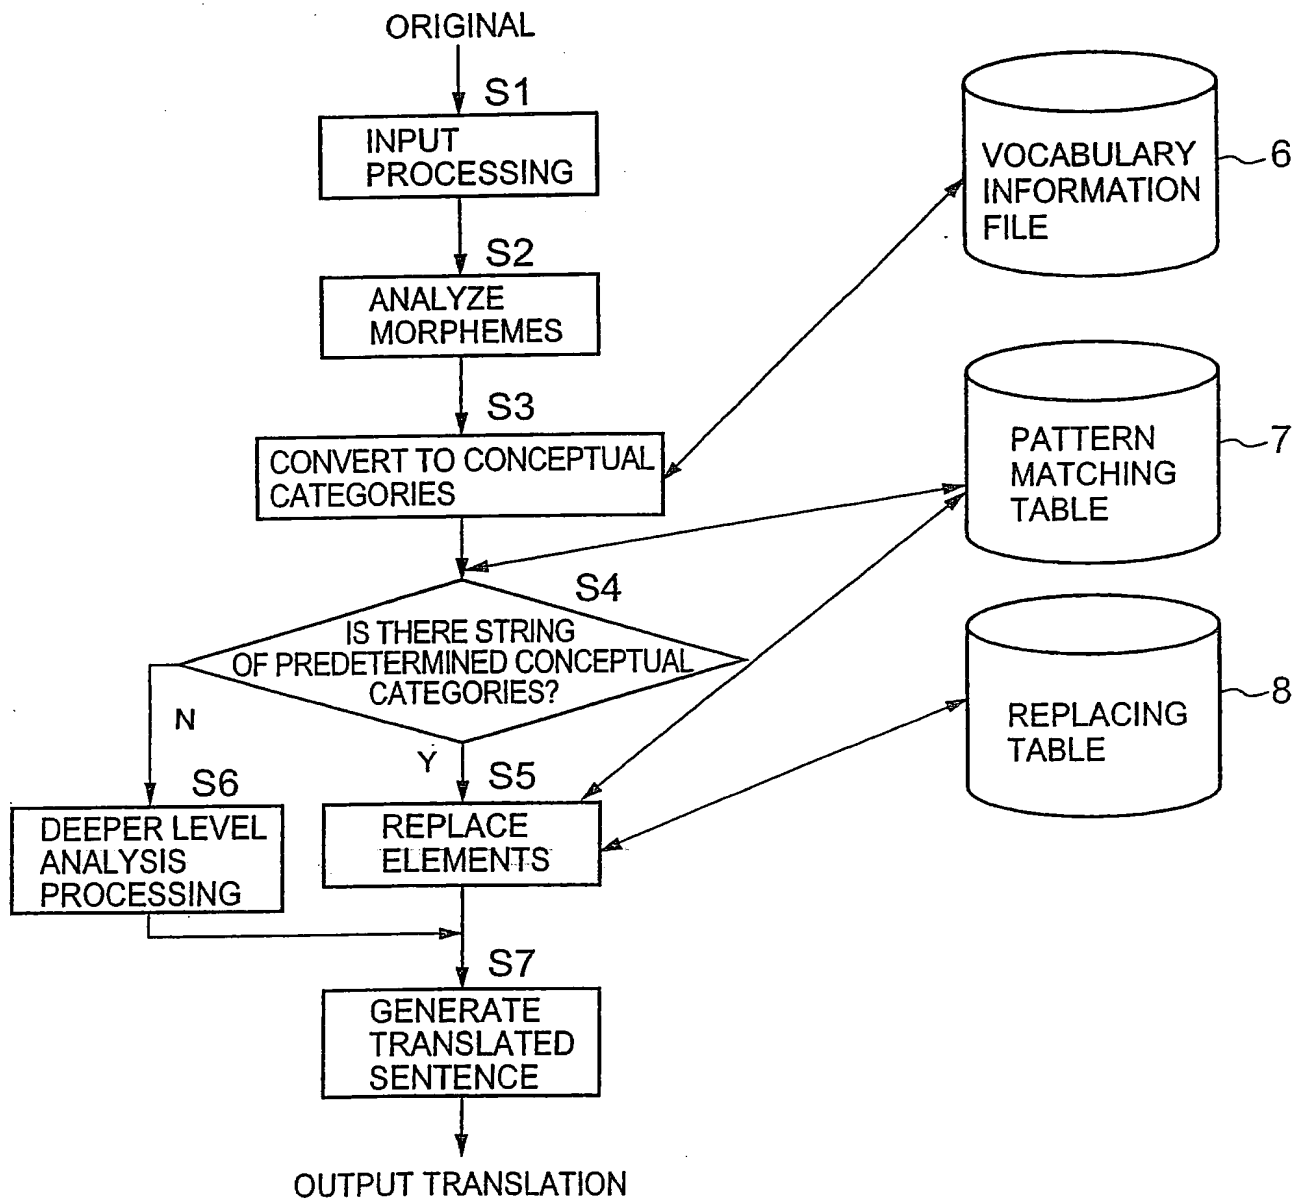 ORIGINAL
S1
INPUT
PROCESSING
S2
ANALYZE
MORPHEMES
S3
CONVERT TO CONCEPTUAL
CATEGORIES
S4
IS THERE STRING
OF PREDETERMINED CONCEPTUAL
CATEGORIES?
N
Y
S6
DEEPER LEVEL
ANALYSIS
PROCESSING
S5
REPLACE
ELEMENTS
S7
GENERATE
TRANSLATED
SENTENCE
OUTPUT TRANSLATION
VOCABULARY
INFORMATION
FILE
6
PATTERN
MATCHING
TABLE
7
REPLACING
TABLE
8